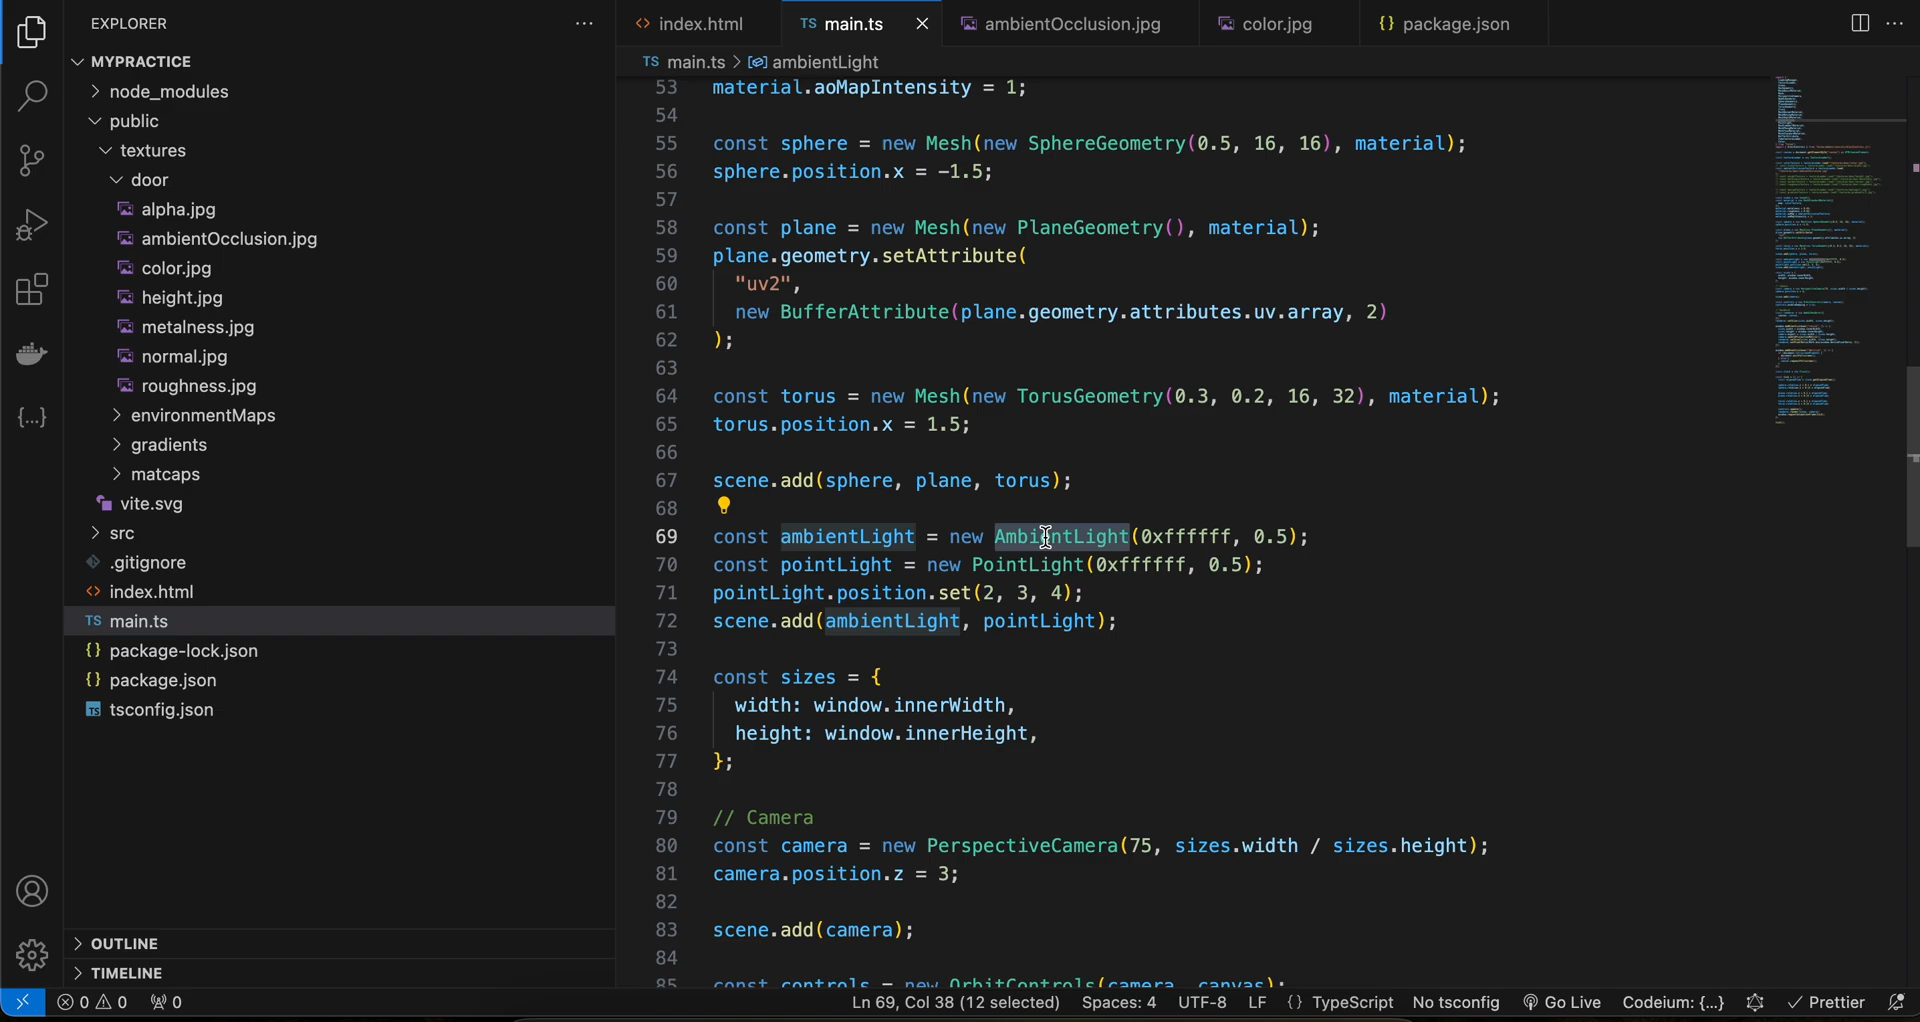 EXPLORER
MYPRACTICE
node_modules
public
textures
door
alpha.jpg
ambientOcclusion.jpg
color.jpg
height.jpg
metalness.jpg
normal.jpg
roughness.jpg
environmentMaps
gradients
matcaps
vite.svg
src
.gitignore
<> index.html
TS main.ts
{} package-lock.json
{} package.json
TS tsconfig.json
OUTLINE
TIMELINE
<> index.html
TS main.ts
ambientOcclusion.jpg
color.jpg
{} package.json
TS main.ts > ambientLight
53 material.aoMapIntensity = 1;
54
55 const sphere = new Mesh(new SphereGeometry(0.5, 16, 16), material);
56 sphere.position.x = -1.5;
57
58 const plane = new Mesh(new PlaneGeometry(), material);
59 plane.geometry.setAttribute(
60 "uv2",
61 new BufferAttribute(plane.geometry.attributes.uv.array, 2)
62 );
63
64 const torus = new Mesh(new TorusGeometry(0.3, 0.2, 16, 32), material);
65 torus.position.x = 1.5;
66
67 scene.add(sphere, plane, torus);
68
69 const ambientLight = new AmbientLight(0xffffff, 0.5);
70 const pointLight = new PointLight(0xffffff, 0.5);
71 pointLight.position.set(2, 3, 4);
72 scene.add(ambientLight, pointLight);
73
74 const sizes = {
75 width: window.innerWidth,
76 height: window.innerHeight,
77 };
78
79 // Camera
80 const camera = new PerspectiveCamera(75, sizes.width / sizes.height);
81 camera.position.z = 3;
82
83 scene.add(camera);
84
85 const controls = new OrbitControls(camera, canvas);
0 0 0
Ln 69, Col 38 (12 selected) Spaces: 4 UTF-8 LF {} TypeScript No tsconfig Go Live Codeium: {...} Prettier